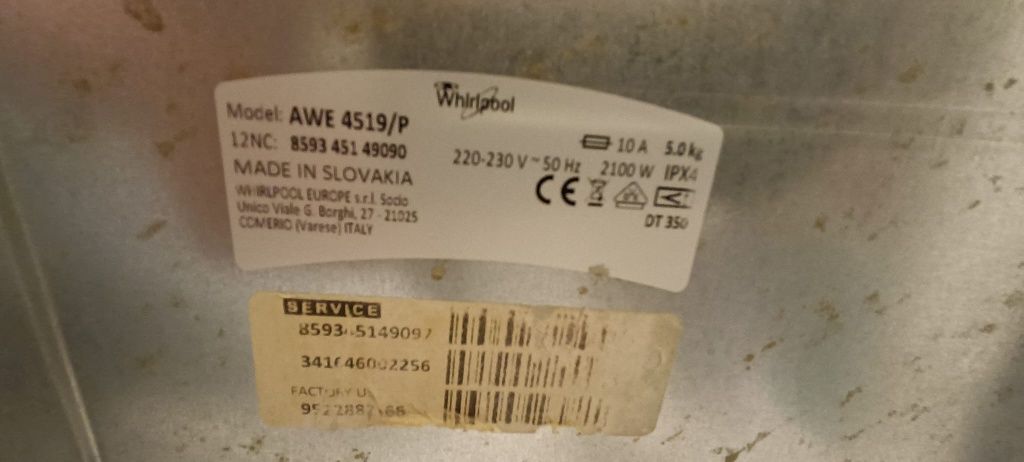 Whirlpool
Model: AWE 4519/P
12NC: 8593 451 49090
MADE IN SLOVAKIA
WHIRLPOOL EUROPE s.r.l. Socio
Unico Viale G. Borghi, 27 - 21025
COMERIO (Varese) ITALY
10 A 5.0 kg
220-230 V ~ 50 Hz 2100 W IPX4
CE
DT 350
SERVICE
FACTORY